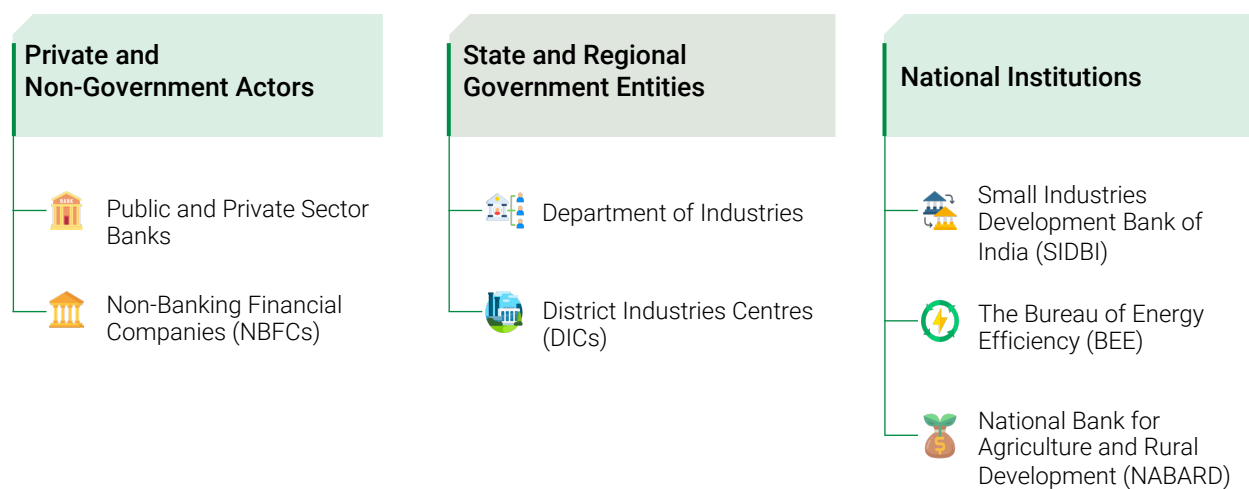 Private and
Non-Government Actors
BANK
Public and Private Sector
Banks
Non-Banking Financial
Companies (NBFCs)
State and Regional
Government Entities
Department of Industries
District Industries Centres
(DICs)
National Institutions
Small Industries
Development Bank of
India (SIDBI)
The Bureau of Energy
Efficiency (BEE)
National Bank for
Agriculture and Rural
Development (NABARD)
$